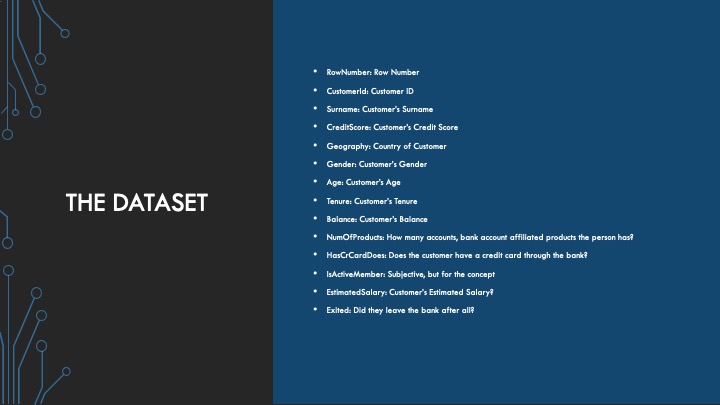 THE DATASET
• RowNumber: Row Number
• CustomerId: Customer ID
• Surname: Customer's Surname
• CreditScore: Customer's Credit Score
• Geography: Country of Customer
• Gender: Customer's Gender
• Age: Customer's Age
• Tenure: Customer's Tenure
• Balance: Customer's Balance
• NumOfProducts: How many accounts, bank account affiliated products the person has?
• HasCrCardDoes: Does the customer have a credit card through the bank?
• IsActiveMember: Subjective, but for the concept
• EstimatedSalary: Customer's Estimated Salary?
• Exited: Did they leave the bank after all?